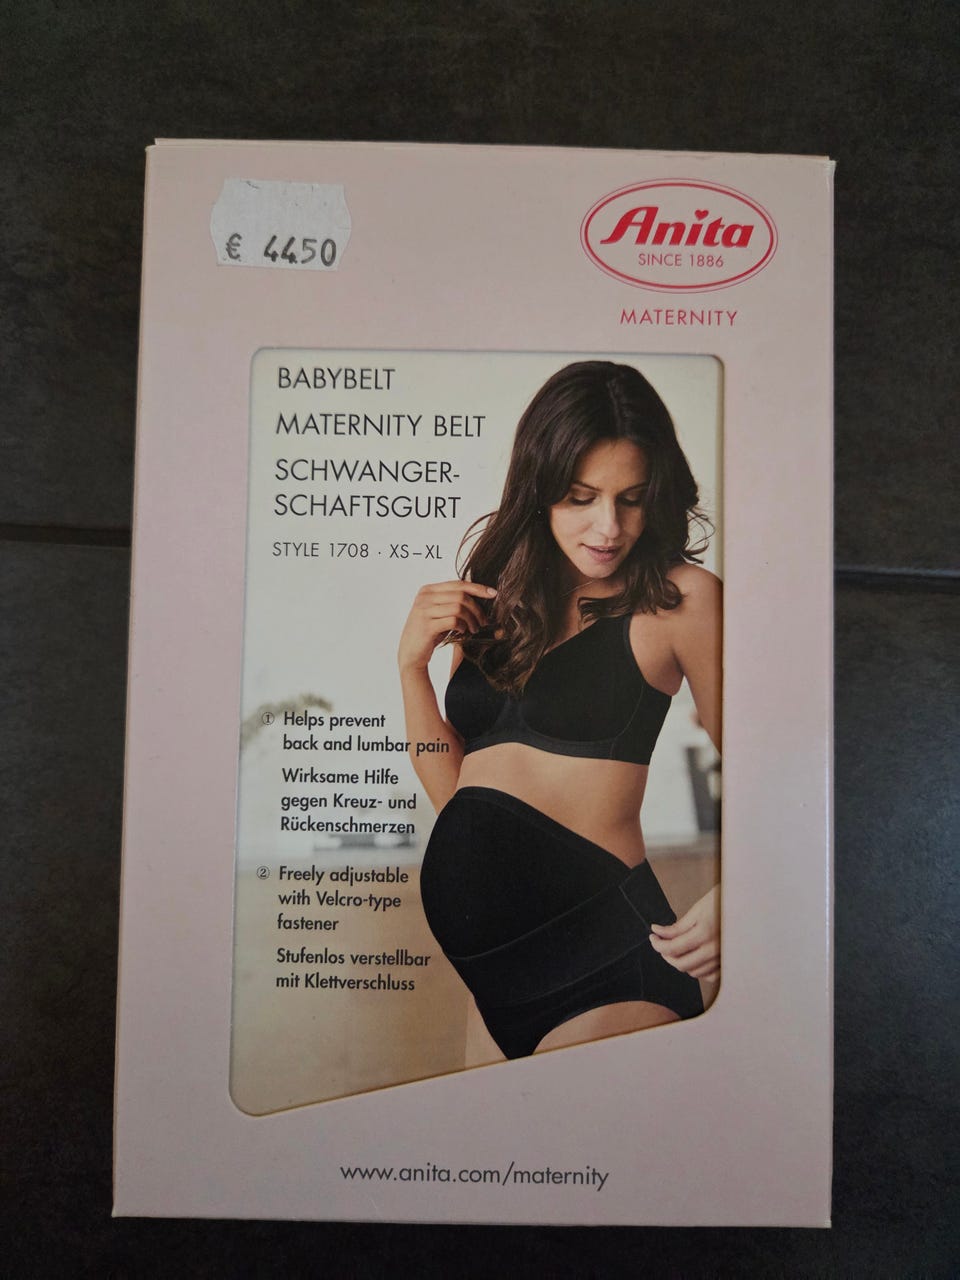 € 44.50
Anita
SINCE 1886
MATERNITY
BABYBELT
MATERNITY BELT
SCHWANGER-
SCHAFTSGURT
STYLE 1708 · XS–XL
① Helps prevent
back and lumbar pain
Wirksame Hilfe
gegen Kreuz- und
Rückenschmerzen
② Freely adjustable
with Velcro-type
fastener
Stufenlos verstellbar
mit Klettverschluss
www.anita.com/maternity